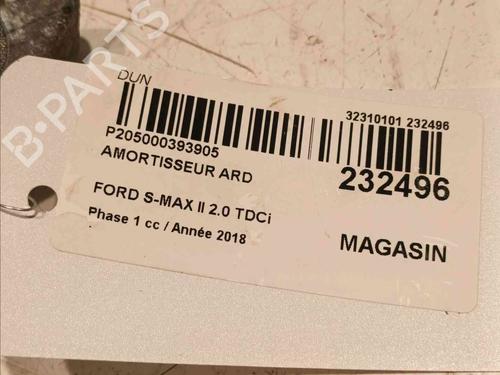 B-PARTS
DUN
32310101 232496
P205000393905
AMORTISSEUR ARD
232496
FORD S-MAX II 2.0 TDCi
Phase 1 cc / Année 2018
MAGASIN